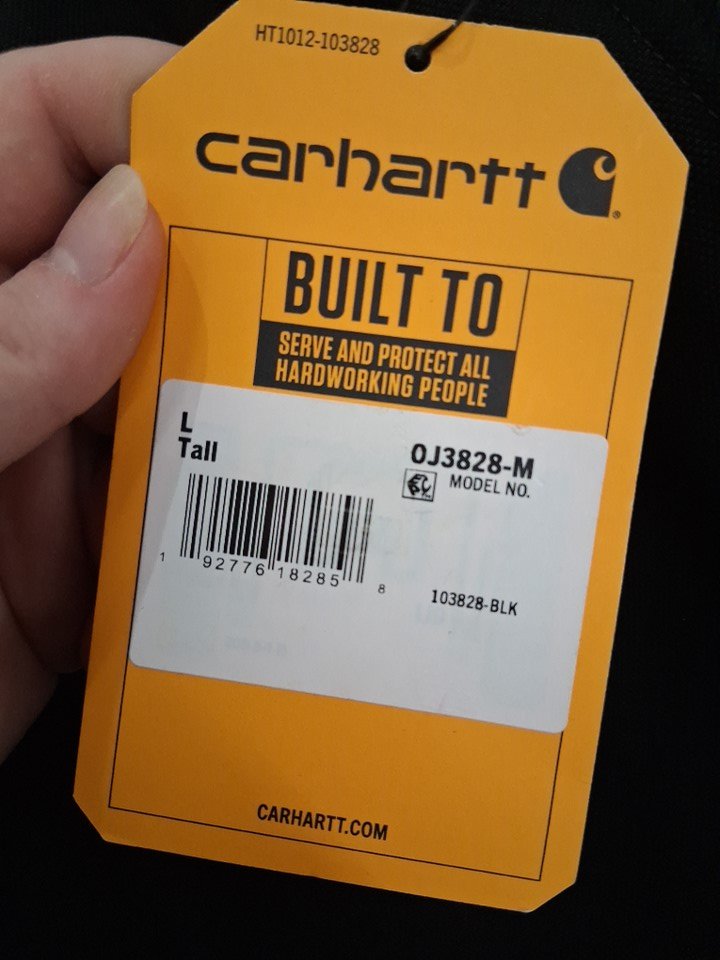 HT1012-103828
carhartt
BUILT TO
SERVE AND PROTECT ALL
HARDWORKING PEOPLE
L
Tall
OJ3828-M
MODEL NO.
1 92776 18285 8
103828-BLK
CARHARTT.COM